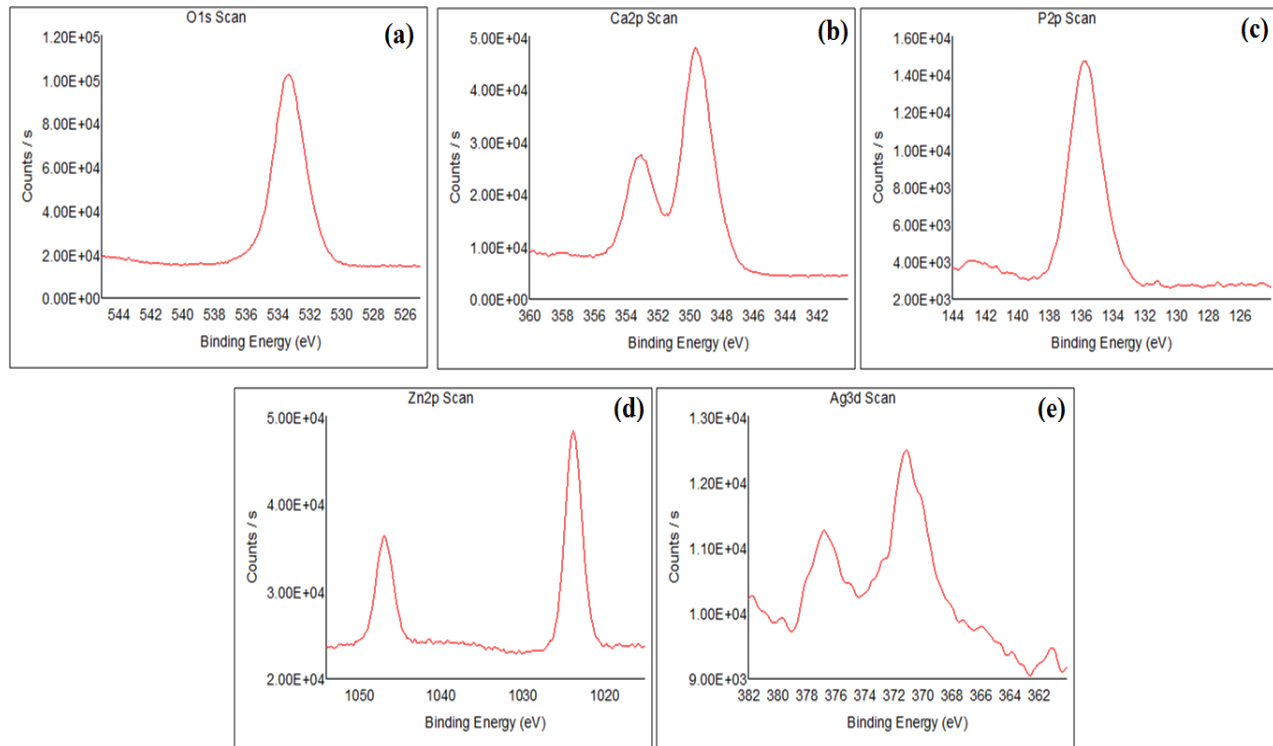 O1s Scan
(a)
1.20E+05
1.00E+05
8.00E+04
6.00E+04
4.00E+04
2.00E+04
0.00E+00
Counts / s
544 542 540 538 536 534 532 530 528 526
Binding Energy (eV)
Ca2p Scan
(b)
5.00E+04
4.00E+04
3.00E+04
2.00E+04
1.00E+04
0.00E+00
Counts / s
360 358 356 354 352 350 348 346 344 342
Binding Energy (eV)
P2p Scan
(c)
1.60E+04
1.40E+04
1.20E+04
1.00E+04
8.00E+03
6.00E+03
4.00E+03
2.00E+03
Counts / s
144 142 140 138 136 134 132 130 128 126
Binding Energy (eV)
Zn2p Scan
(d)
5.00E+04
4.00E+04
3.00E+04
2.00E+04
Counts / s
1050 1040 1030 1020
Binding Energy (eV)
Ag3d Scan
(e)
1.30E+04
1.20E+04
1.10E+04
1.00E+04
9.00E+03
Counts / s
382 380 378 376 374 372 370 368 366 364 362
Binding Energy (eV)